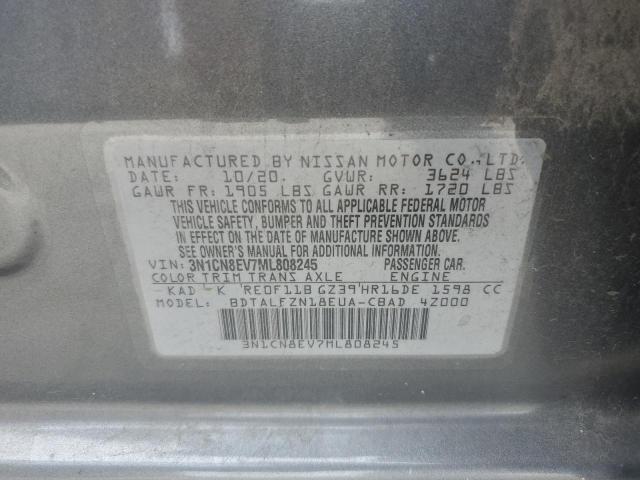 MANUFACTURED BY NISSAN MOTOR CO., LTD.
DATE: 10/20. GVWR: 3624 LBS
GAWR FR: 1905 LBS GAWR RR: 1720 LBS
THIS VEHICLE CONFORMS TO ALL APPLICABLE FEDERAL MOTOR
VEHICLE SAFETY, BUMPER AND THEFT PREVENTION STANDARDS
IN EFFECT ON THE DATE OF MANUFACTURE SHOWN ABOVE.
SEE OWNER'S MANUAL FOR ADDITIONAL INFORMATION.
VIN: 3N1CN8EV7ML808245 PASSENGER CAR.
COLOR TRIM TRANS AXLE ENGINE
KAD K RE0F11B GZ39 HR16DE 1598 CC
MODEL: BDTALFZN18EUA-CBAD 4Z000
3N1CN8EV7ML808245